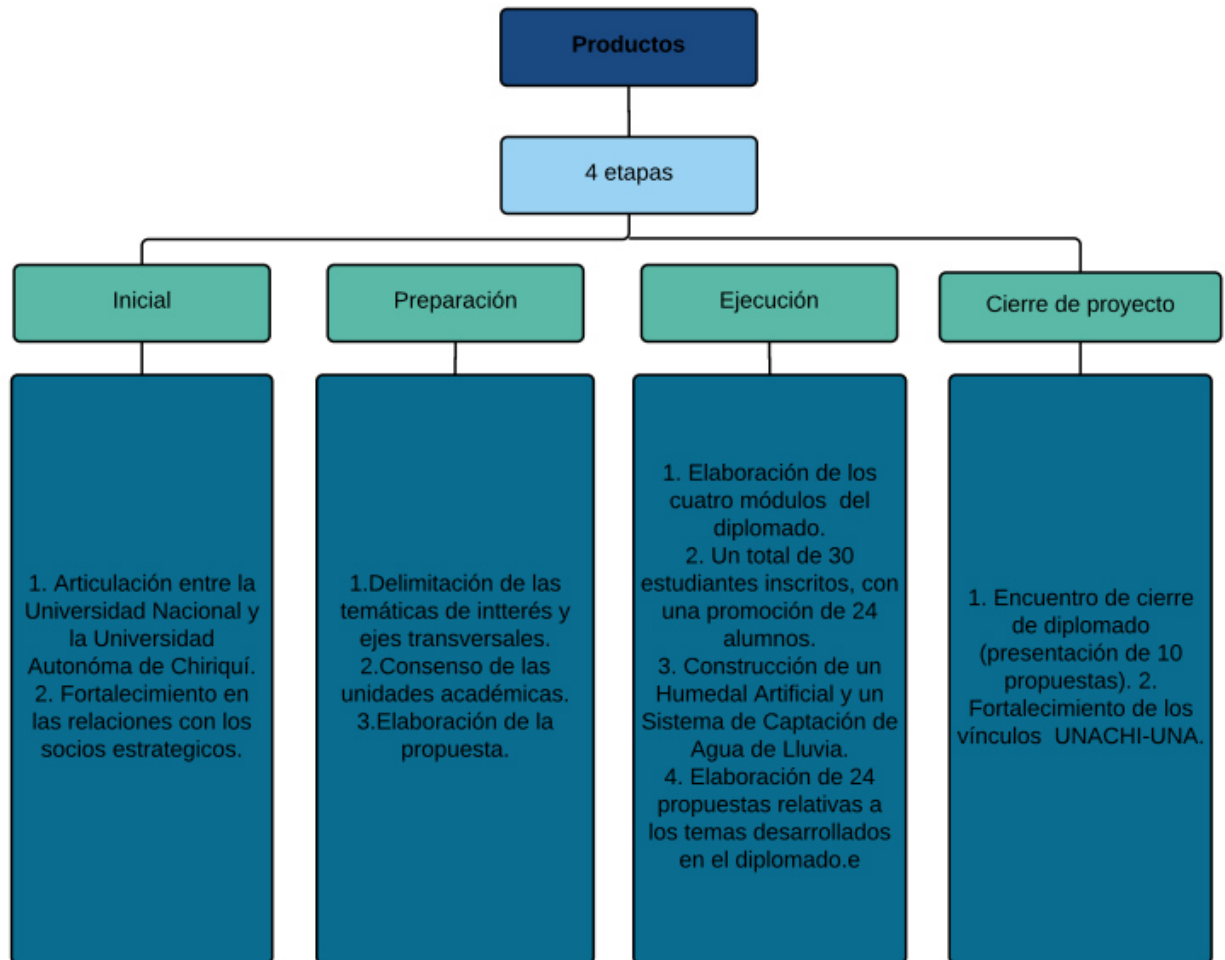 Productos
4 etapas
Inicial
Preparación
Ejecución
Cierre de proyecto
1. Articulación entre la
Universidad Nacional y
la Universidad
Autonóma de Chiriquí.
2. Fortalecimiento en
las relaciones con los
socios estrategicos.
1.Delimitación de las
temáticas de intterés y
ejes transversales.
2.Consenso de las
unidades académicas.
3.Elaboración de la
propuesta.
1. Elaboración de los
cuatro módulos del
diplomado.
2. Un total de 30
estudiantes inscritos, con
una promoción de 24
alumnos.
3. Construcción de un
Humedal Artificial y un
Sistema de Captación de
Agua de Lluvia.
4. Elaboración de 24
propuestas relativas a
los temas desarrollados
en el diplomado.e
1. Encuentro de cierre
de diplomado
(presentación de 10
propuestas). 2.
Fortalecimiento de los
vínculos UNACHI-UNA.